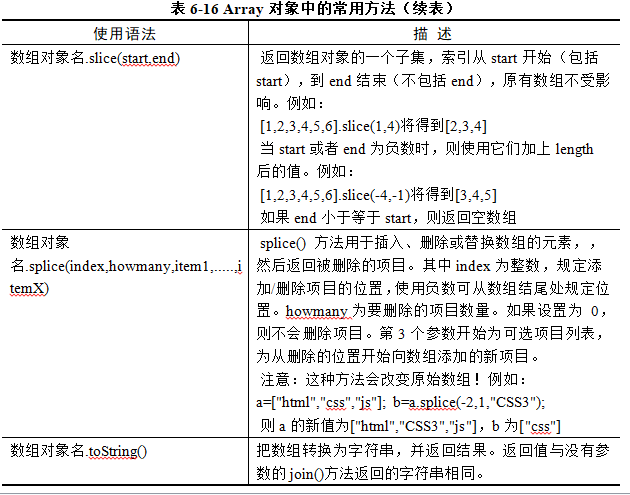 表 6-16 Array 对象中的常用方法（续表）
使用语法
描 述
数组对象名.slice(start,end)
返回数组对象的一个子集，索引从 start 开始（包括
start），到 end 结束（不包括 end），原有数组不受影
响。例如：
[1,2,3,4,5,6].slice(1,4)将得到[2,3,4]
当 start 或者 end 为负数时，则使用它们加上 length
后的值。例如：
[1,2,3,4,5,6].slice(-4,-1)将得到[3,4,5]
如果 end 小于等于 start，则返回空数组
数组对象
名.splice(index,howmany,item1,.....,i
temX)
splice() 方法用于插入、删除或替换数组的元素，，
然后返回被删除的项目。其中 index 为整数，规定添
加/删除项目的位置，使用负数可从数组结尾处规定位
置。howmany 为要删除的项目数量。如果设置为 0，
则不会删除项目。第 3 个参数开始为可选项目列表，
为从删除的位置开始向数组添加的新项目。
注意：这种方法会改变原始数组！例如：
a=["html","css","js"]; b=a.splice(-2,1,"CSS3");
则 a 的新值为["html","CSS3","js"]，b 为["css"]
数组对象名.toString()
把数组转换为字符串，并返回结果。返回值与没有参
数的 join()方法返回的字符串相同。